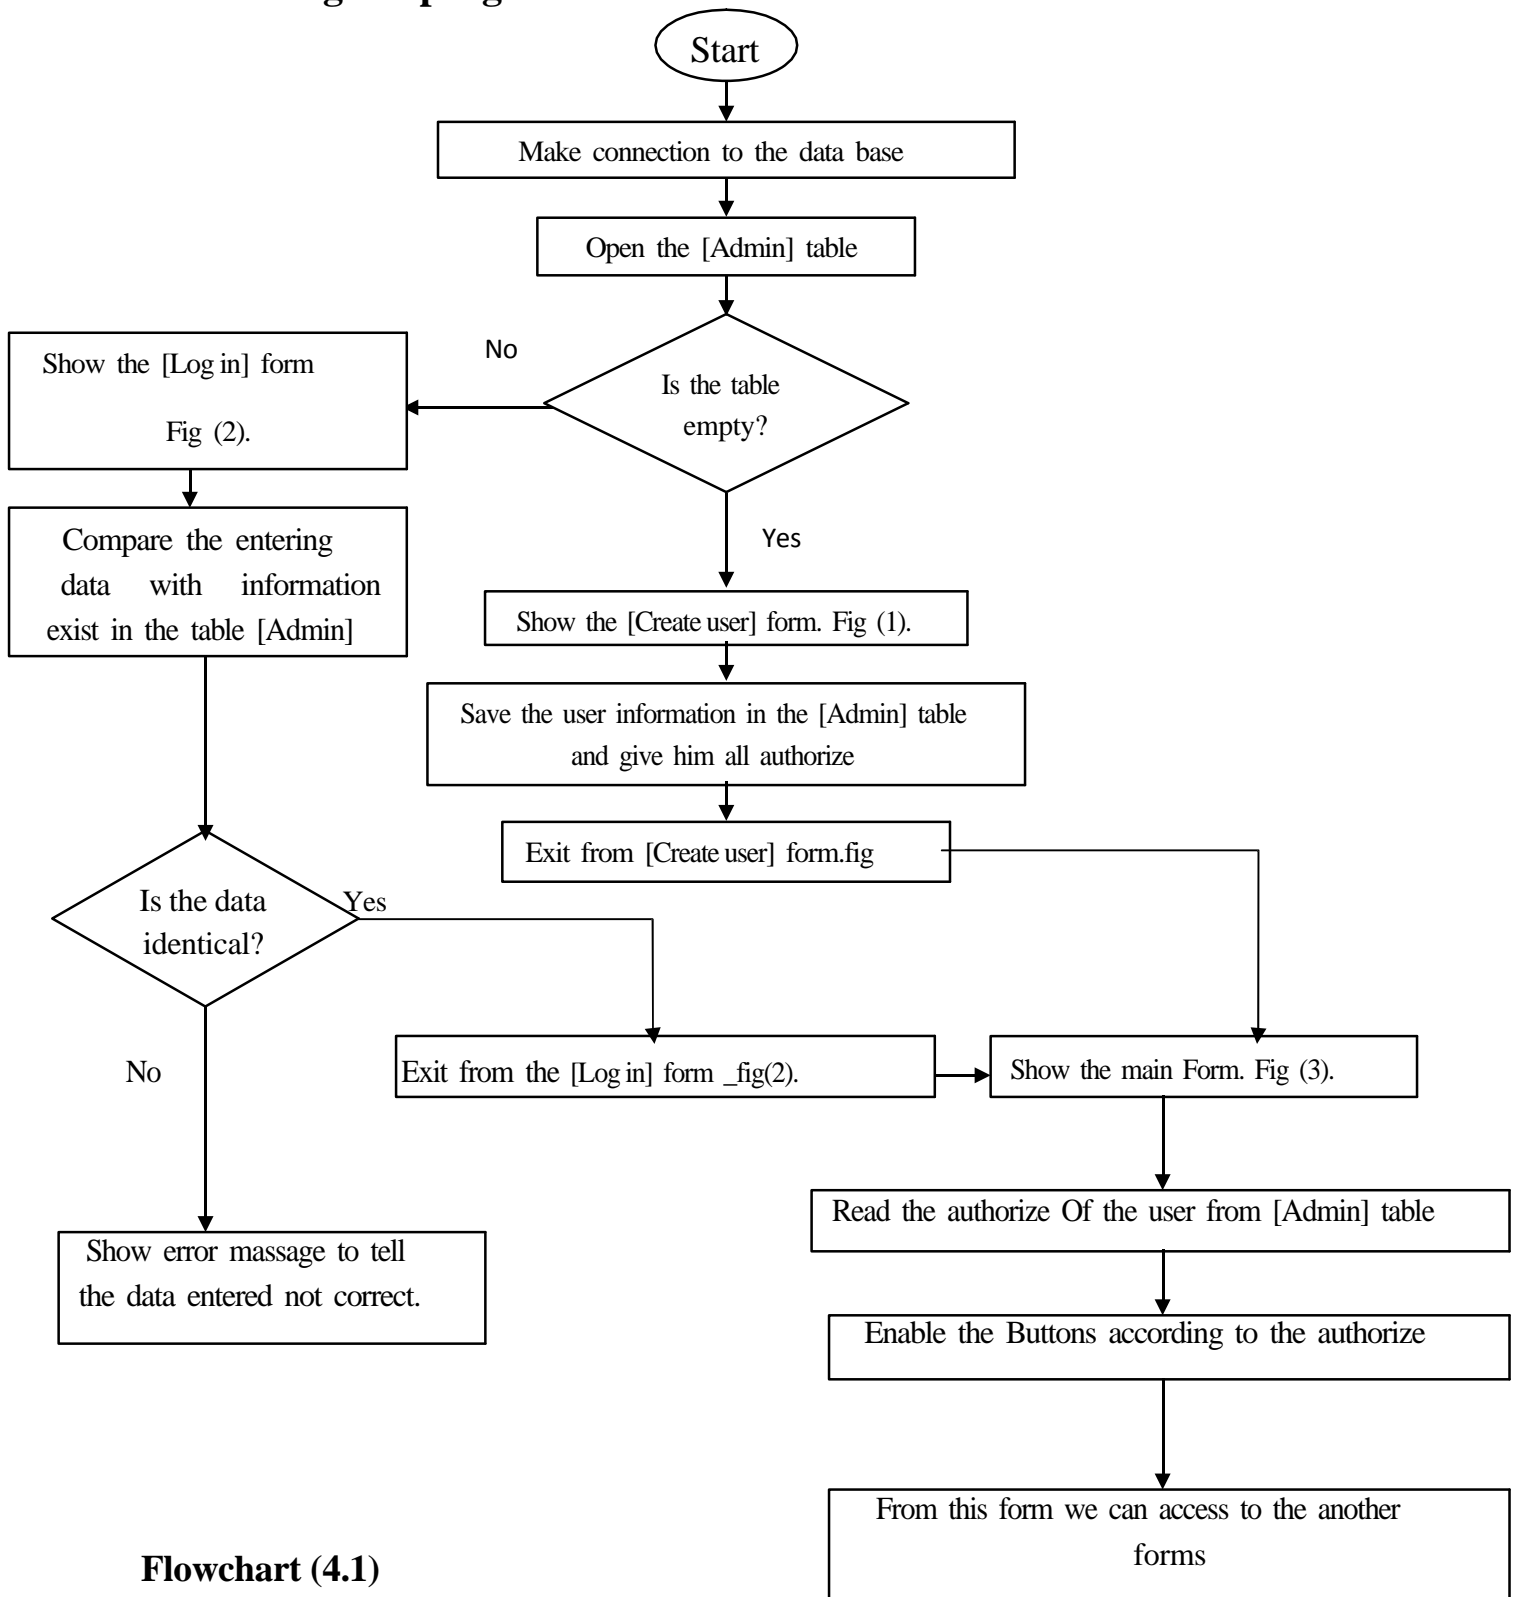 Start
Make connection to the data base
Open the [Admin] table
Is the table
empty?
No
Show the [Log in] form
Fig (2).
Compare the entering
data with information
exist in the table [Admin]
Yes
Show the [Create user] form. Fig (1).
Save the user information in the [Admin] table
and give him all authorize
Exit from [Create user] form.fig
Is the data
identical?
Yes
No
Exit from the [Log in] form _fig(2).
Show the main Form. Fig (3).
Read the authorize Of the user from [Admin] table
Show error massage to tell
the data entered not correct.
Enable the Buttons according to the authorize
From this form we can access to the another
forms
Flowchart (4.1)